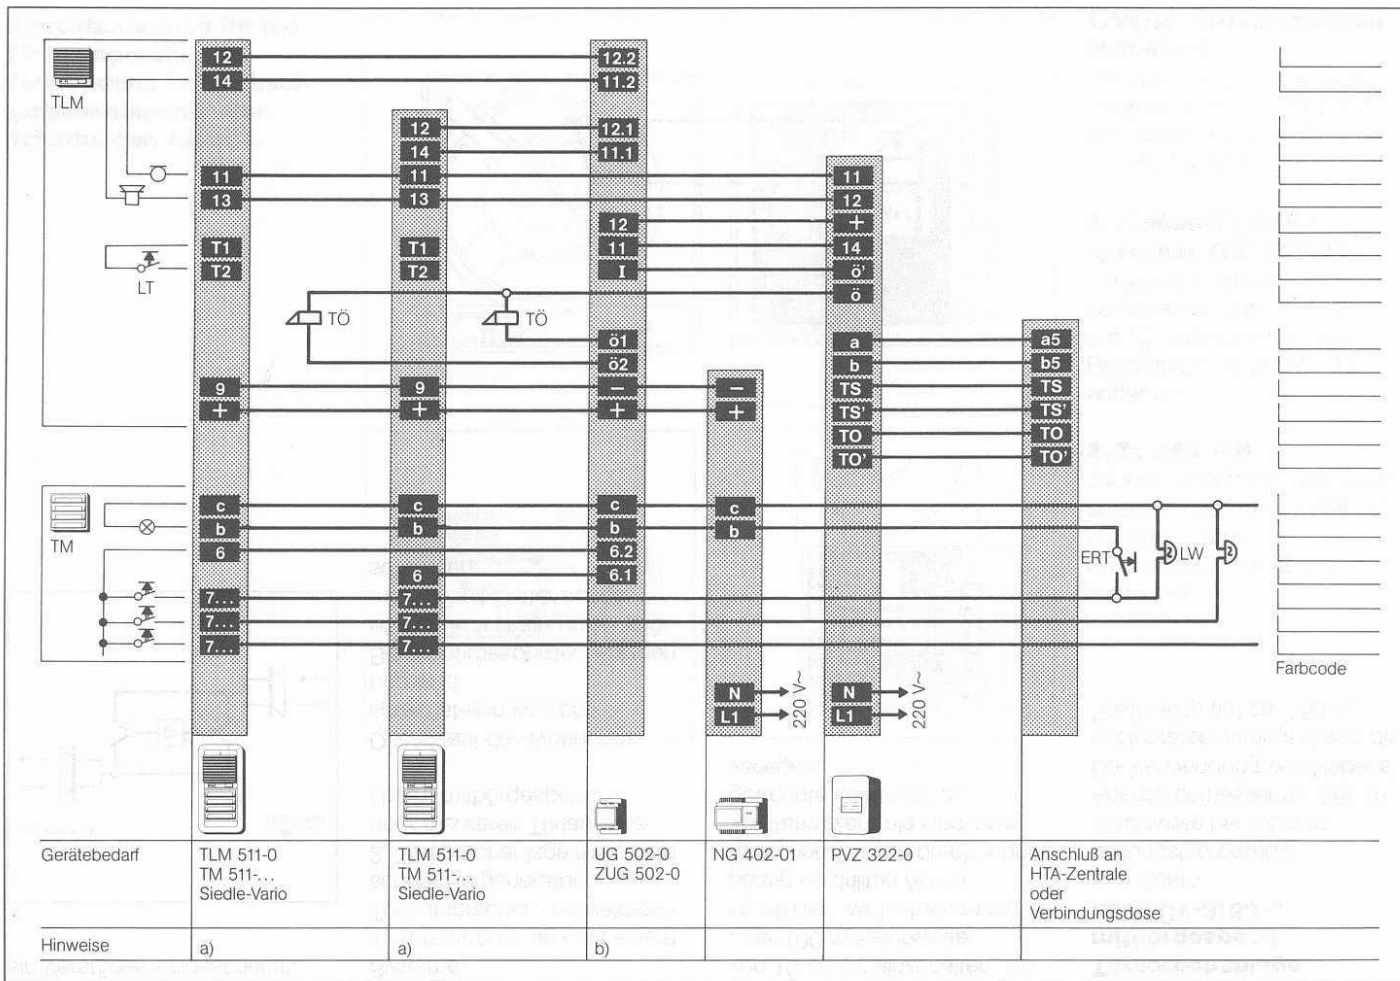 TLM
LT
TM
12
14
11
13
T1
T2
9
+
c
b
6
7...
7...
7...
TÖ
12
14
11
13
T1
T2
9
+
c
b
6
7...
7...
7...
TÖ
12.2
11.2
12.1
11.1
12
11
I
ö1
ö2
–
+
c
b
6.2
6.1
–
+
c
b
N
L1
220 V~
11
12
+
14
ö'
ö
a
b
TS
TS'
TO
TO'
N
L1
220 V~
a5
b5
TS
TS'
TO
TO'
ERT
LW
Farbcode
Gerätebedarf
TLM 511-0
TM 511-...
Siedle-Vario
TLM 511-0
TM 511-...
Siedle-Vario
UG 502-0
ZUG 502-0
NG 402-01
PVZ 322-0
Anschluß an
HTA-Zentrale
oder
Verbindungsdose
Hinweise
a)
a)
b)